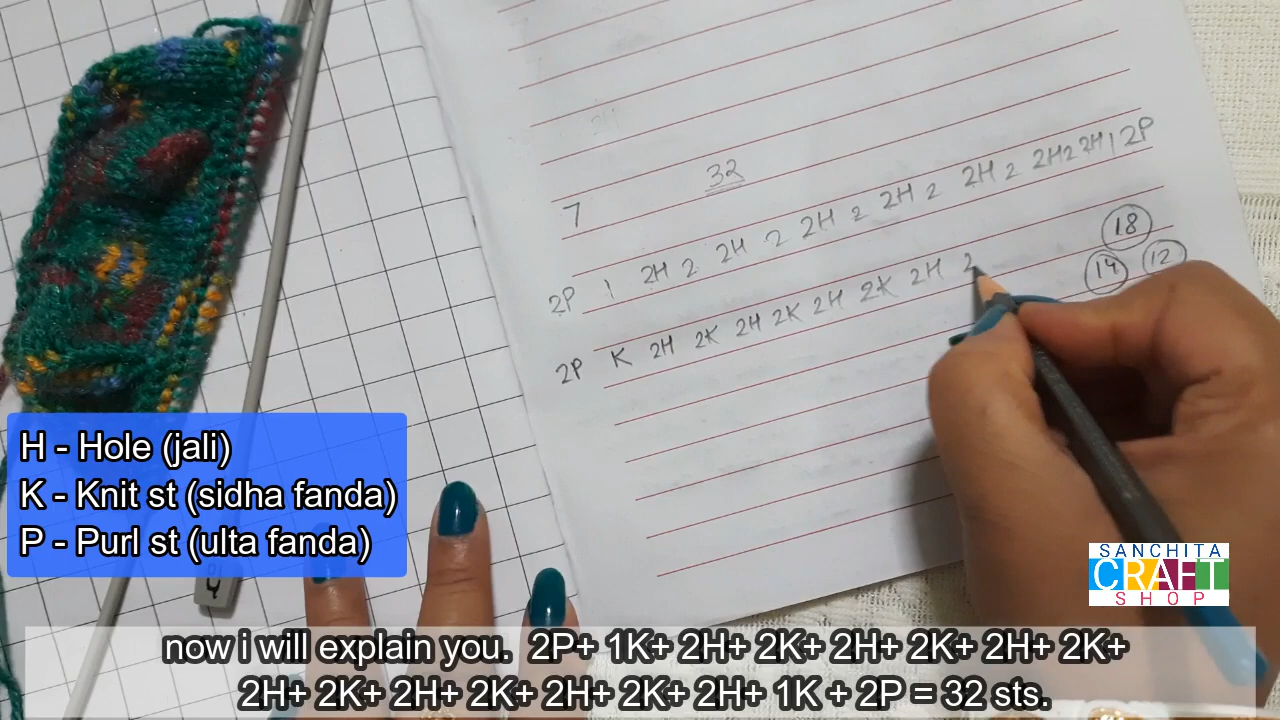 32
7
2P 1 2H 2 2H 2 2H 2 2H 2 2H 2 2H 2 2H 1 2P
18
14 12
2P K 2H 2K 2H 2K 2H 2K 2H 2
H - Hole (jali)
K - Knit st (sidha fanda)
P - Purl st (ulta fanda)
SANCHITA
CRAFT
SHOP
now i will explain you. 2P+ 1K+ 2H+ 2K+ 2H+ 2K+ 2H+ 2K+
2H+ 2K+ 2H+ 2K+ 2H+ 2K+ 2H+ 1K + 2P = 32 sts.